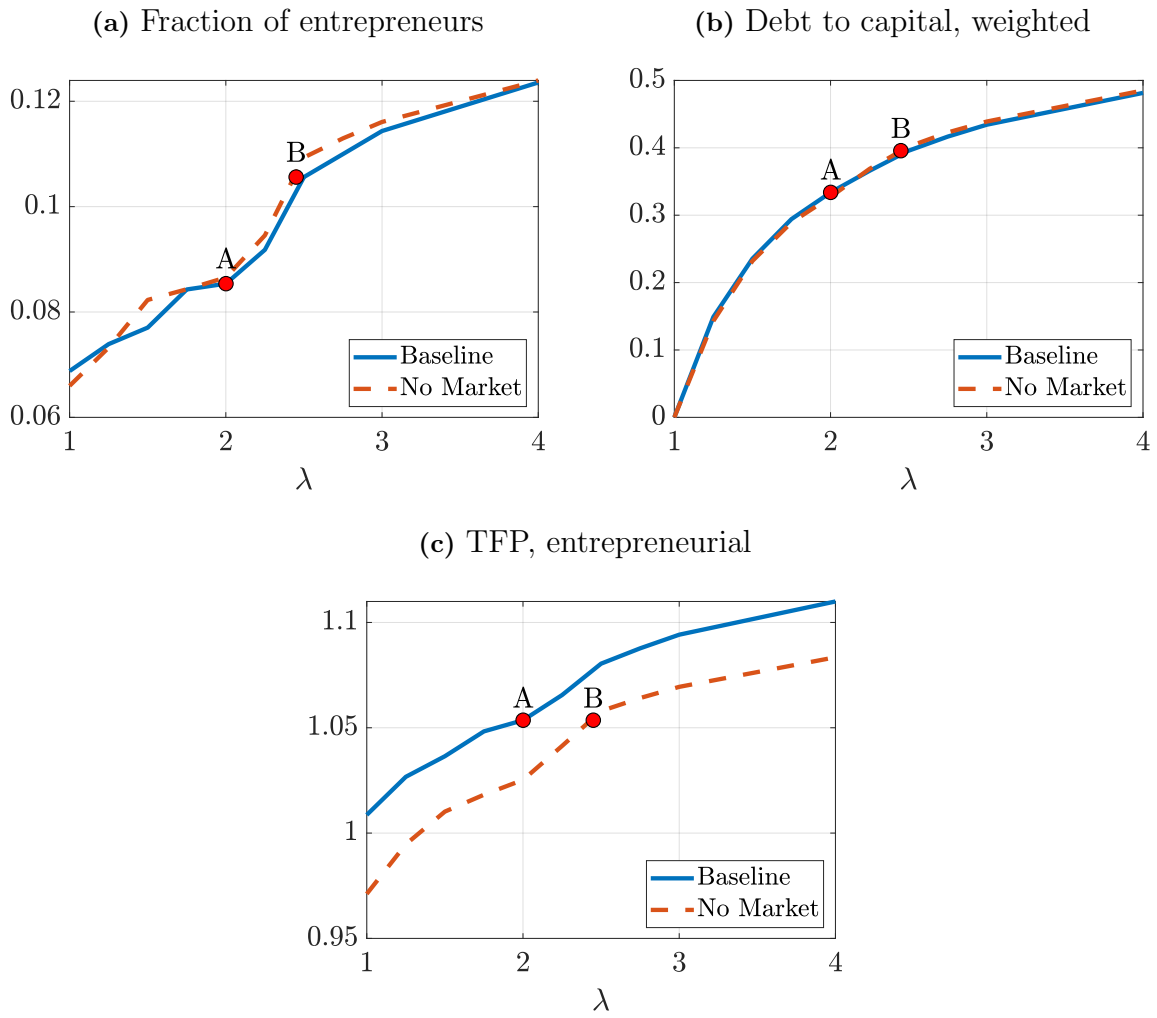 (a) Fraction of entrepreneurs
0.12
0.1
0.08
0.06
A
B
Baseline
No Market
1 2 3 4
λ
(b) Debt to capital, weighted
0.5
0.4
0.3
0.2
0.1
0
A
B
Baseline
No Market
1 2 3 4
λ
(c) TFP, entrepreneurial
1.1
1.05
1
0.95
A B
Baseline
No Market
1 2 3 4
λ